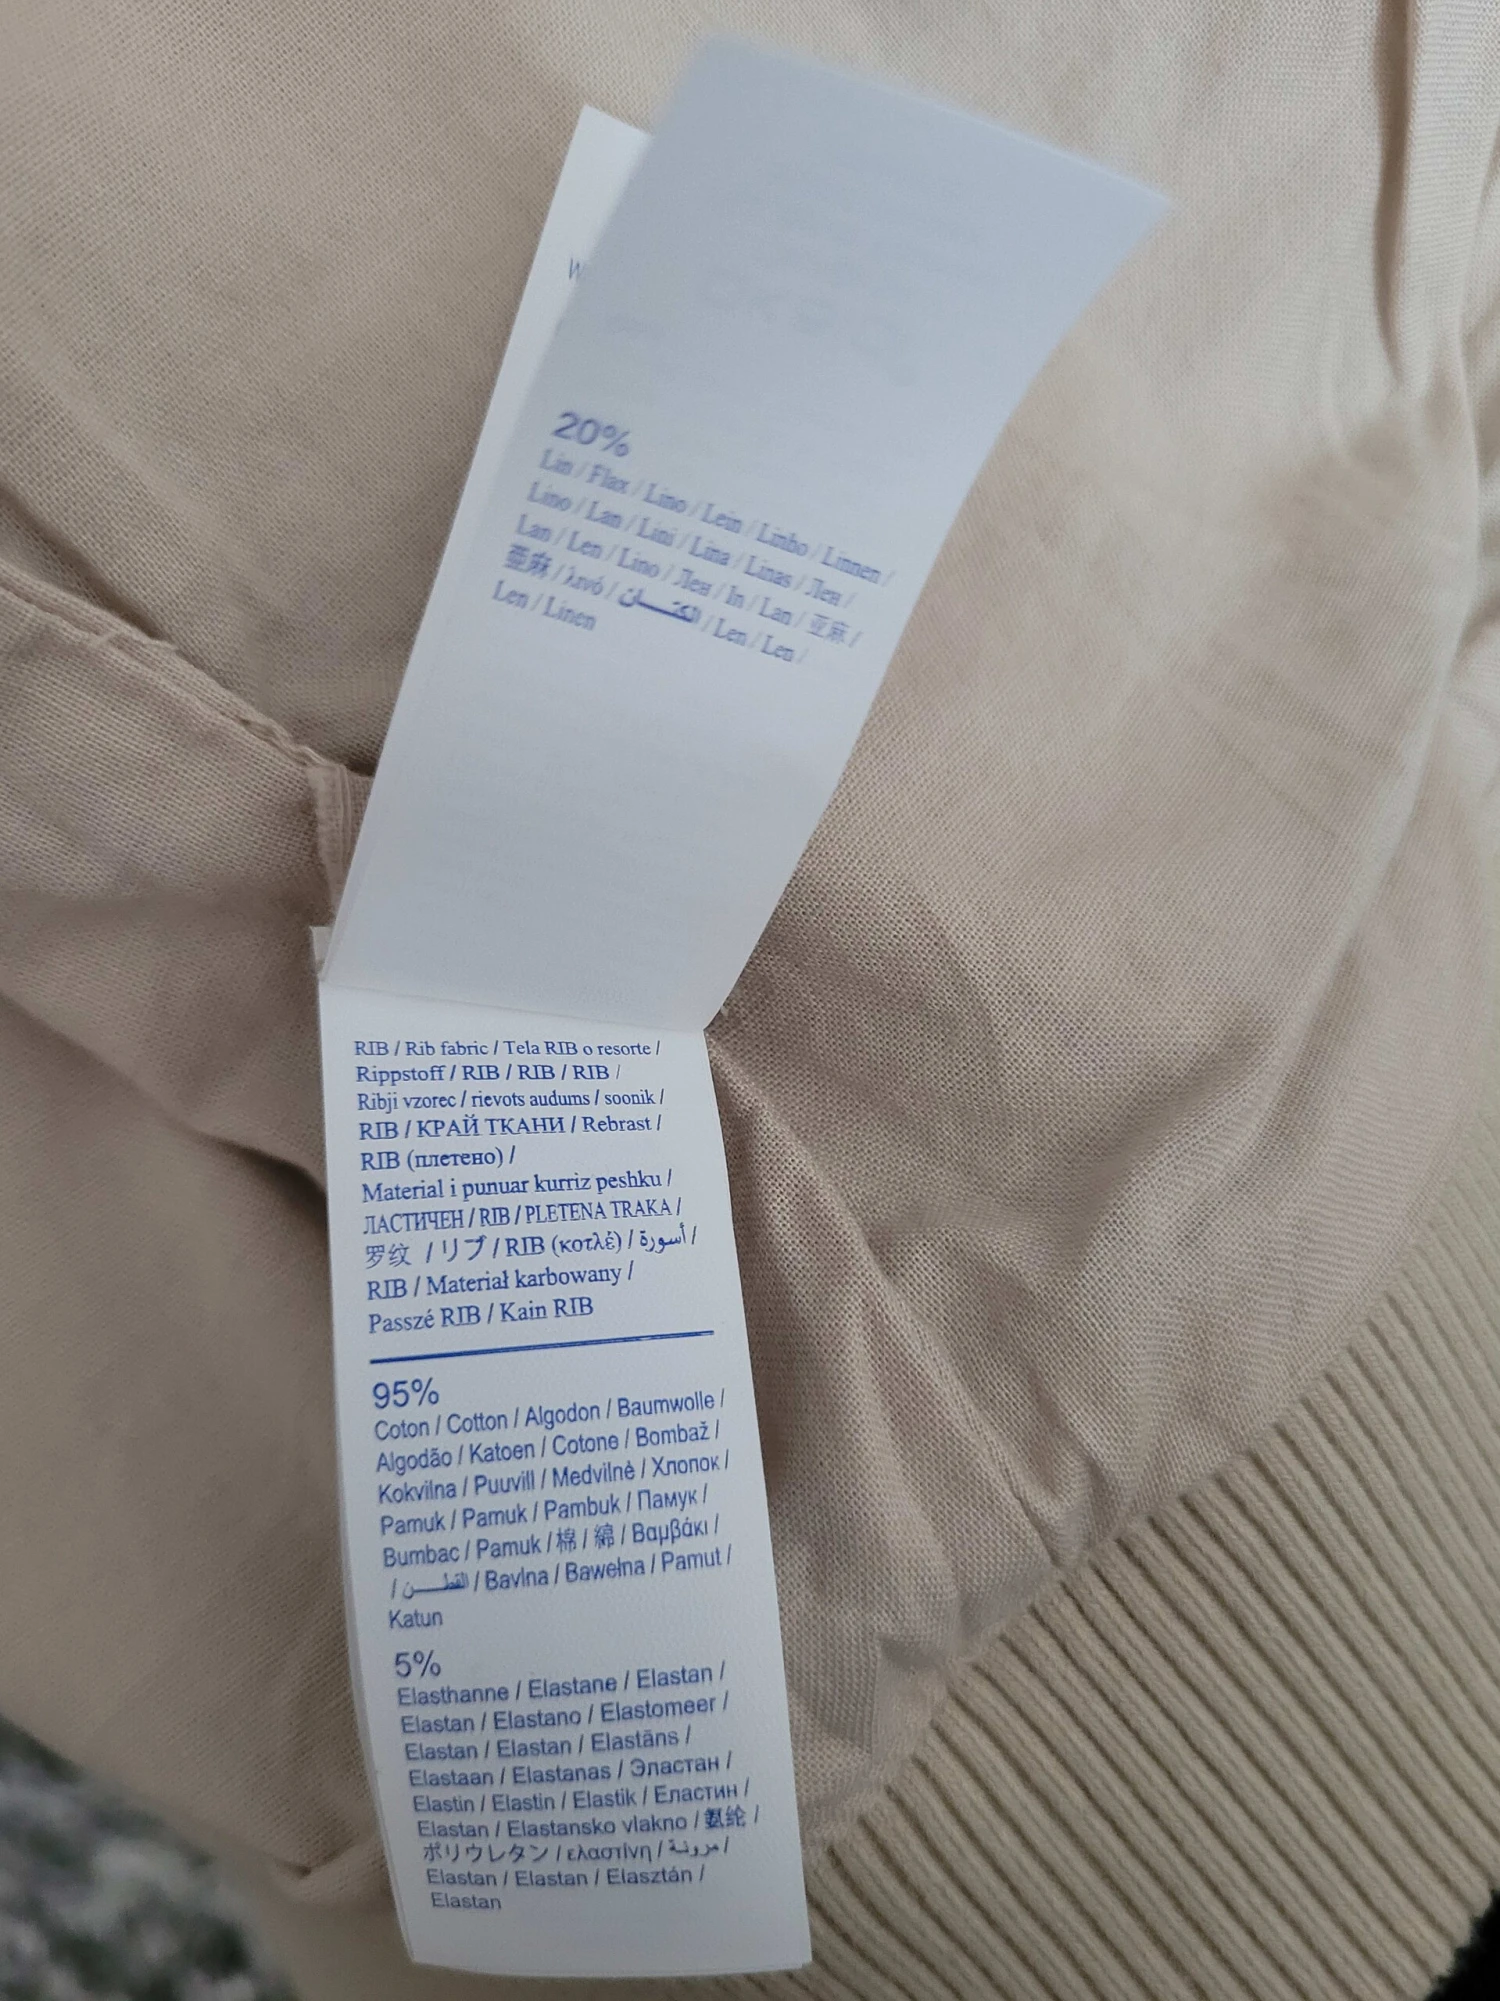 20%
Lin / Flax / Lino / Lein / Linho / Linnen /
Lino / Lan / Lini / Lina / Linas / Лен /
Lan / Len / Lino / Лен / In / Lan / 亚麻 /
亜麻 / λινό / الكتـــان / Len / Len /
Len / Linen
RIB / Rib fabric / Tela RIB o resorte /
Rippstoff / RIB / RIB / RIB /
Ribji vzorec / rievots audums / soonik /
RIB / КРАЙ ТКАНИ / Rebrast /
RIB (плетено) /
Material i punuar kurriz peshku /
ЛАСТИЧЕН / RIB / PLETENA TRAKA /
罗纹 / リブ / RIB (κοτλέ) / أسورة /
RIB / Materiał karbowany /
Passzé RIB / Kain RIB
95%
Coton / Cotton / Algodon / Baumwolle /
Algodão / Katoen / Cotone / Bombaž /
Kokvilna / Puuvill / Medvilnė / Хлопок /
Pamuk / Pamuk / Pambuk / Памук /
Bumbac / Pamuk / 棉 / 綿 / Βαμβάκι /
/ القطـــن / Bavlna / Bawełna / Pamut /
Katun
5%
Elasthanne / Elastane / Elastan /
Elastan / Elastano / Elastomeer /
Elastan / Elastan / Elastāns /
Elastaan / Elastanas / Эластан /
Elastin / Elastin / Elastik / Еластин /
Elastan / Elastansko vlakno / 氨纶 /
ポリウレタン / ελαστίνη / مرونة /
Elastan / Elastan / Elasztán /
Elastan